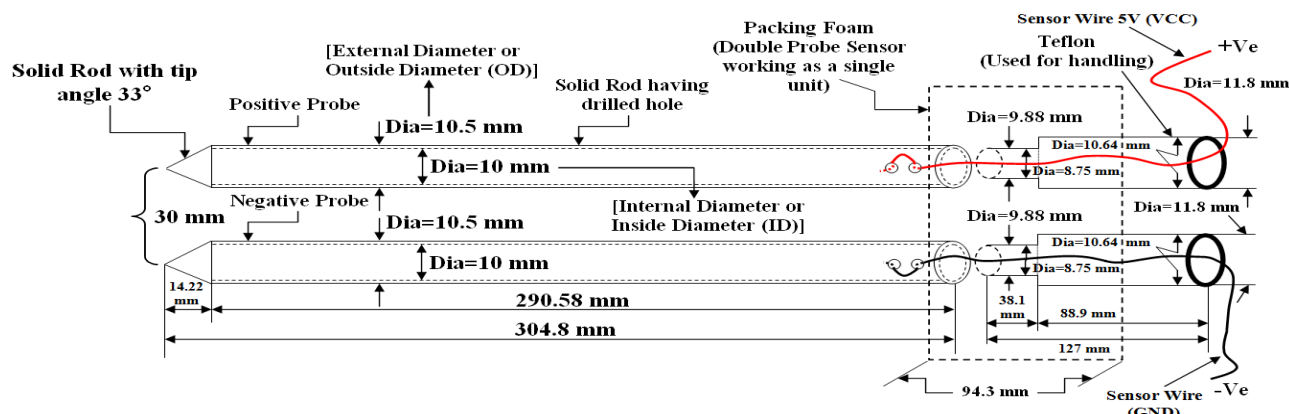 Sensor Wire 5V (VCC)
Packing Foam
(Double Probe Sensor
working as a single
unit)
Teflon
(Used for handling)
+Ve
Dia=11.8 mm
[External Diameter or
Outside Diameter (OD)]
Solid Rod with tip
angle 33°
Positive Probe
Solid Rod having
drilled hole
Dia=10.5 mm
Dia=9.88 mm
Dia=10.64 mm
Dia=10 mm
Dia=8.75 mm
30 mm
Negative Probe
Dia=10.5 mm
[Internal Diameter or
Inside Diameter (ID)]
Dia=9.88 mm
Dia=11.8 mm
Dia=10.64 mm
Dia=10 mm
Dia=8.75 mm
14.22
mm
290.58 mm
38.1
mm
88.9 mm
304.8 mm
127 mm
94.3 mm
Sensor Wire
(GND)
-Ve